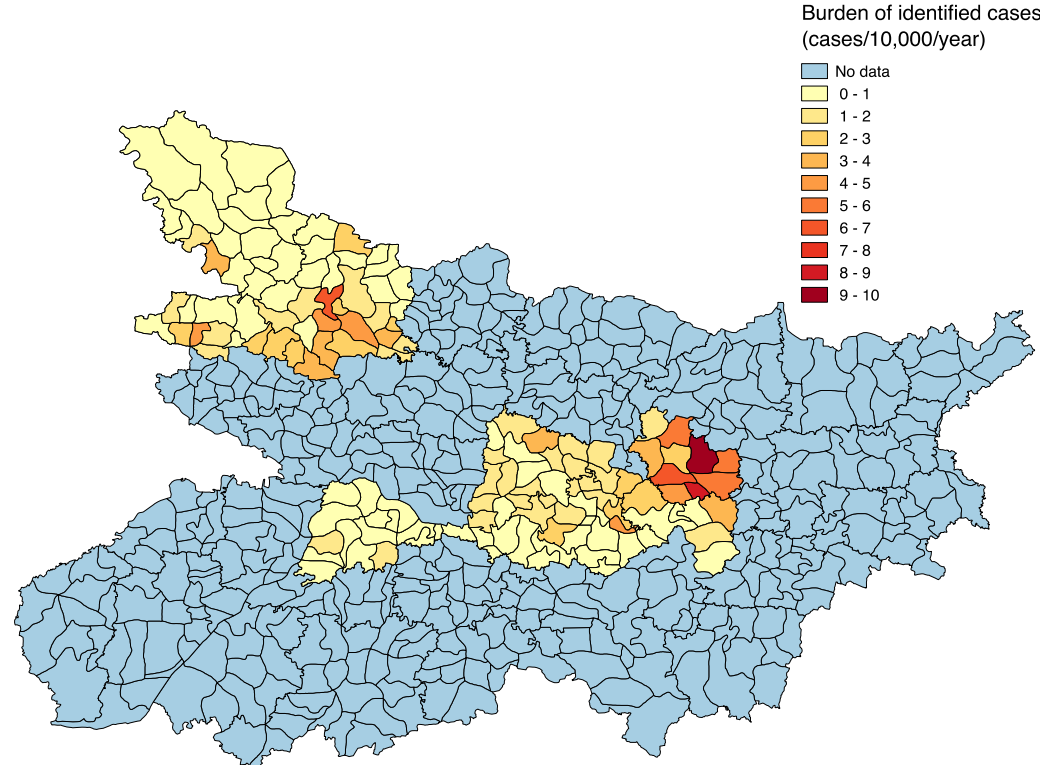 Burden of identified cases
(cases/10,000/year)
No data
0 - 1
1 - 2
2 - 3
3 - 4
4 - 5
5 - 6
6 - 7
7 - 8
8 - 9
9 - 10